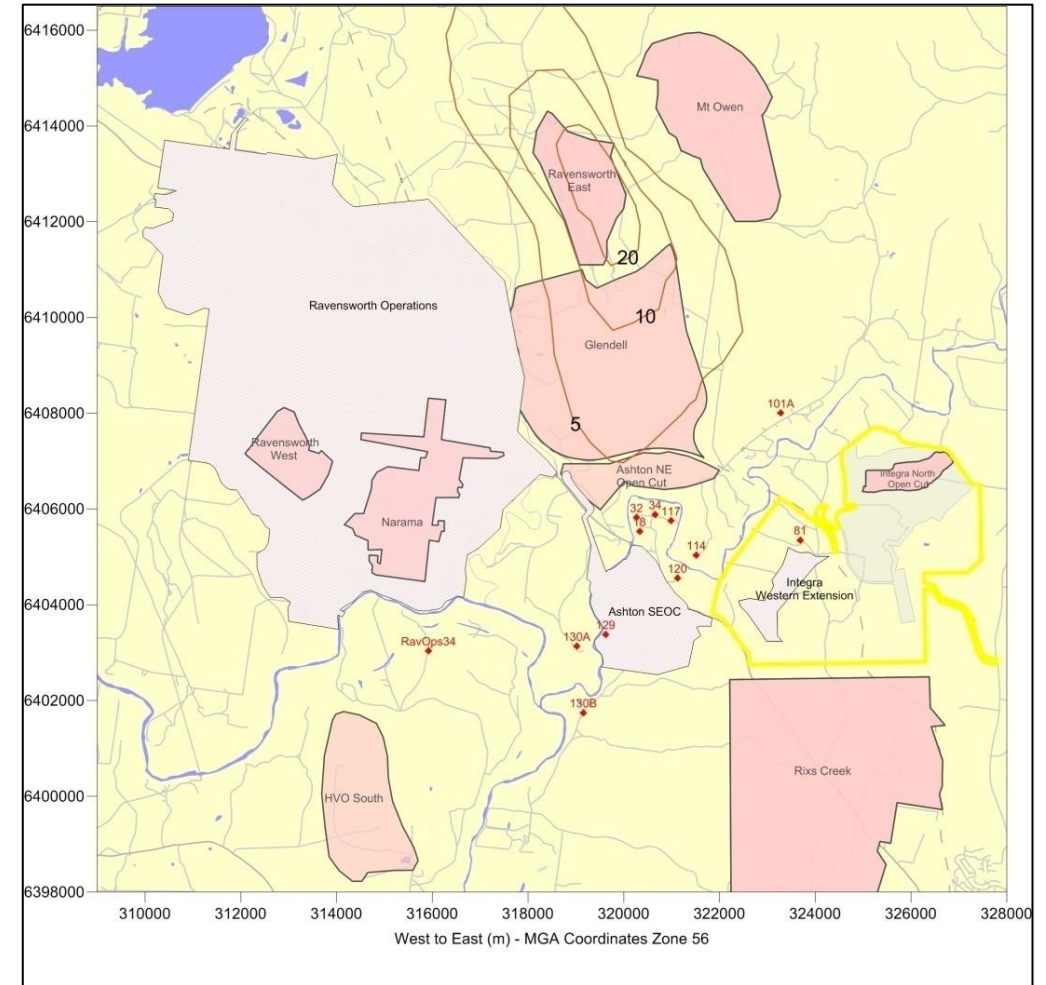 6416000
Mt Owen
6414000
Ravensworth
East
6412000
20
Ravensworth Operations
10
6410000
Glendell
6408000
101A
5
Ravensworth
West
Ashton NE
Open Cut
Integra North
Open Cut
6406000
Narama
32
34
117
18
81
114
120
Integra
Western Extension
6404000
Ashton SEOC
129
130A
RavOps34
6402000
130B
Rixs Creek
6400000
HVO South
6398000
310000
312000
314000
316000
318000
320000
322000
324000
326000
328000
West to East (m) - MGA Coordinates Zone 56